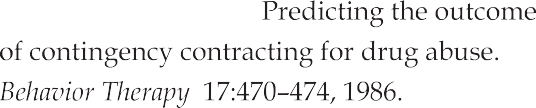 Predicting the outcome
of contingency contracting for drug abuse.
Behavior Therapy 17:470–474, 1986.